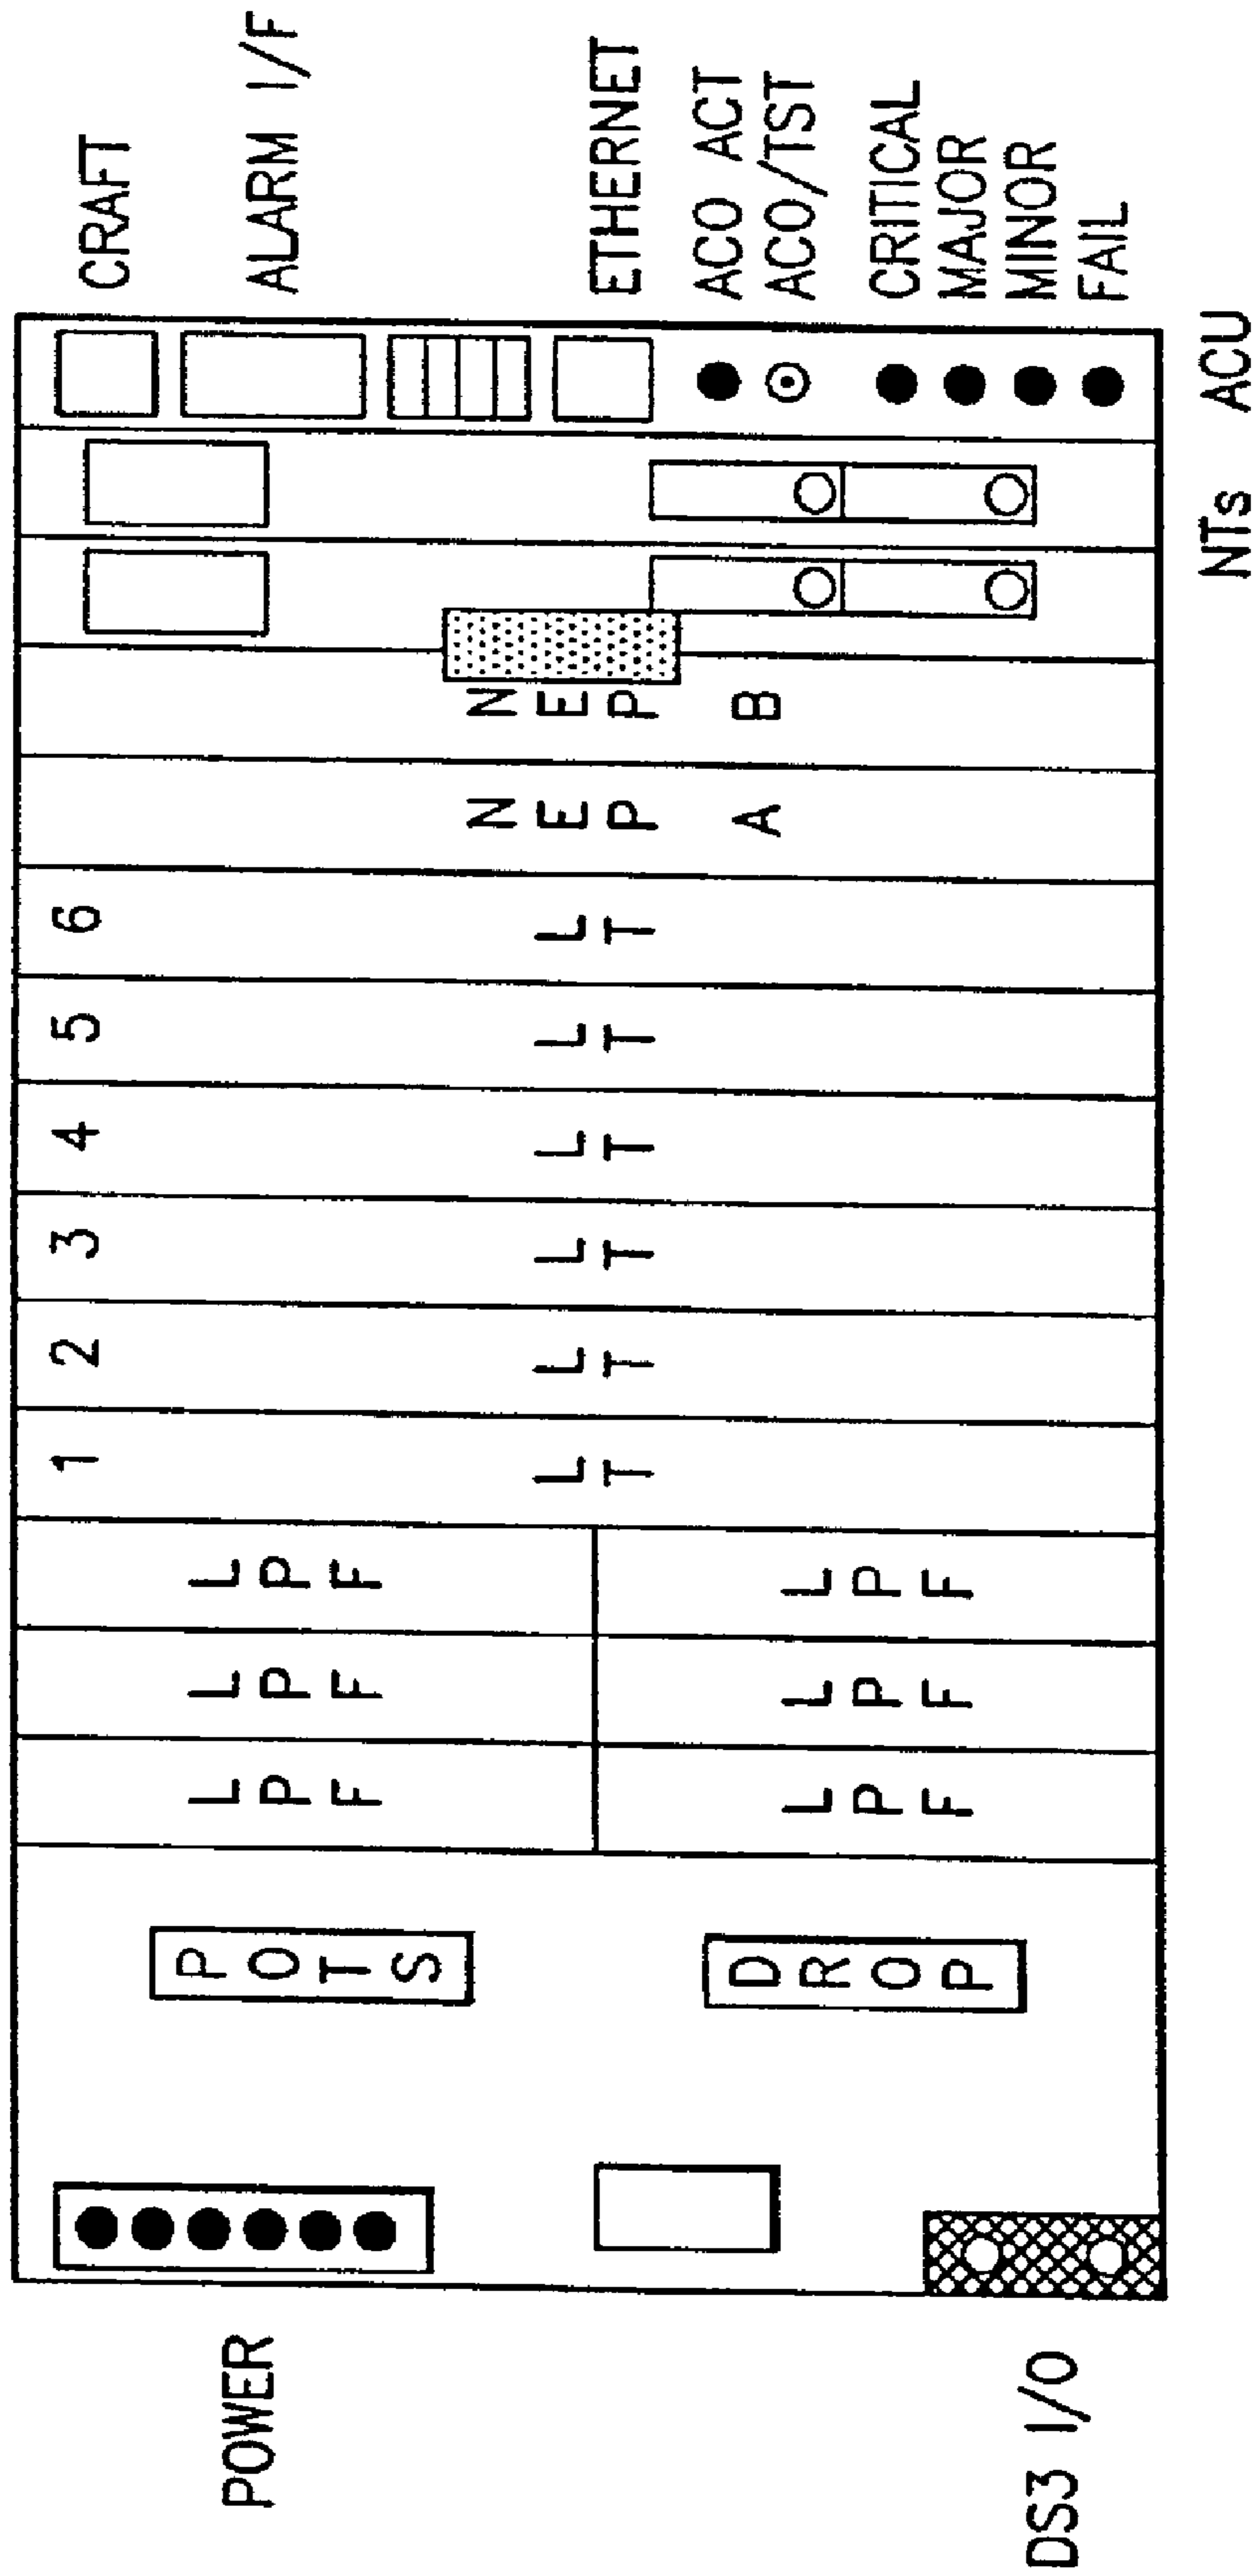 POWER
DS3 I/O
POTS
DROP
LPF
LPF
LPF
LPF
LPF
LPF
1
LT
2
LT
3
LT
4
LT
5
LT
6
LT
NEP A
NEP B
CRAFT
ALARM I/F
ETHERNET
ACO ACT
ACO/TST
CRITICAL
MAJOR
MINOR
FAIL
NTs
ACU